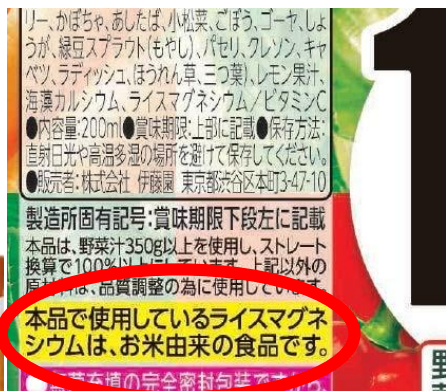 リー、かぼちゃ、あしたば、小松菜、ごぼう、ゴーヤ、しょ
うが、緑豆スプラウト(もやし)、パセリ、クレソン、キャ
ベツ、ラディッシュ、ほうれん草、三つ葉)、レモン果汁、
海藻カルシウム、ライスマグネシウム/ビタミンC
●内容量:200ml●賞味期限:上部に記載●保存方法:
直射日光や高温多湿の場所を避けて保存してください。
●販売者:株式会社 伊藤園 東京都渋谷区本町3-47-10
製造所固有記号:賞味期限下段左に記載
本品は、野菜汁350g以上を使用し、ストレート
換算で100%以上にしています。上記以外の
原材料は、品質調整の為に使用しています。
本品で使用しているライスマグネ
シウムは、お米由来の食品です。
充填の完全密封包装です
1
野